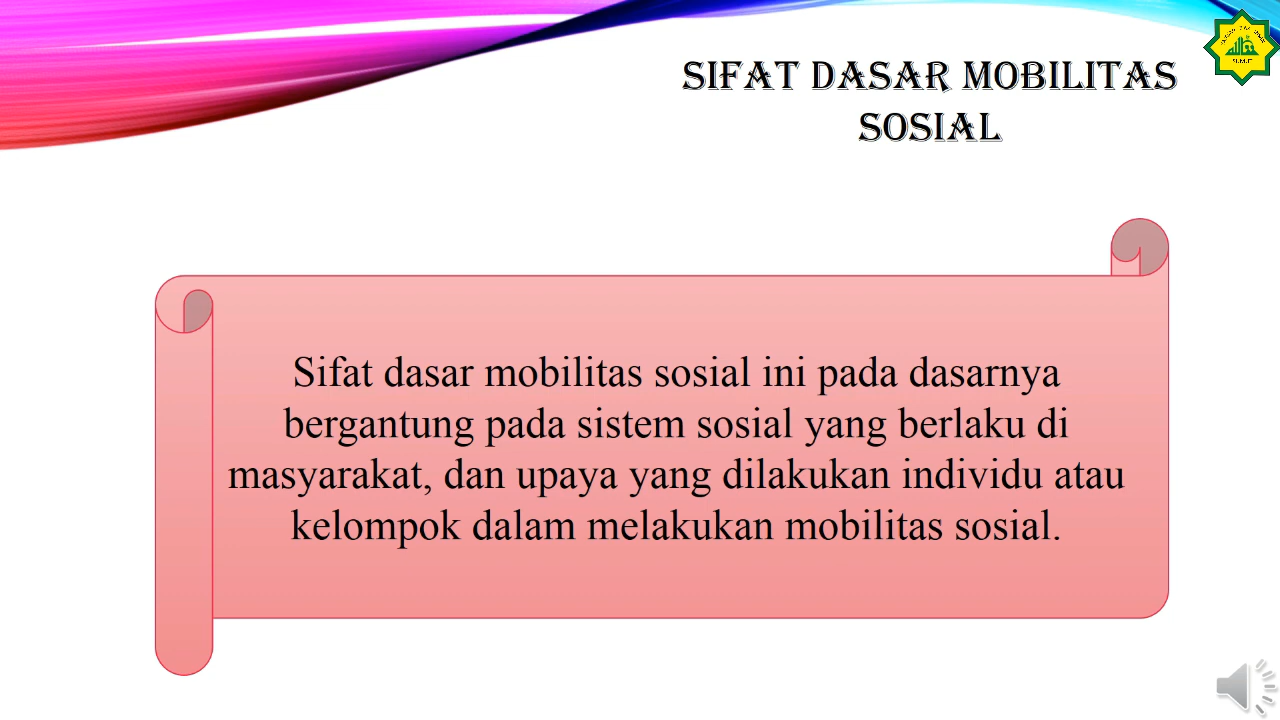 SIFAT DASAR MOBILITAS
SOSIAL
Sifat dasar mobilitas sosial ini pada dasarnya
bergantung pada sistem sosial yang berlaku di
masyarakat, dan upaya yang dilakukan individu atau
kelompok dalam melakukan mobilitas sosial.